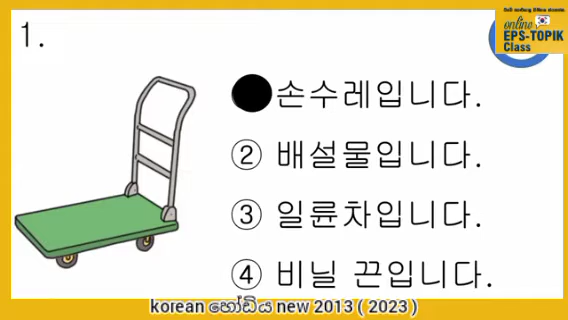 1.
손수레입니다.
② 배설물입니다.
③ 일륜차입니다.
④ 비닐 끈입니다.
online
EPS-TOPIK
Class
korean හෝඩිය new 2013 ( 2023 )